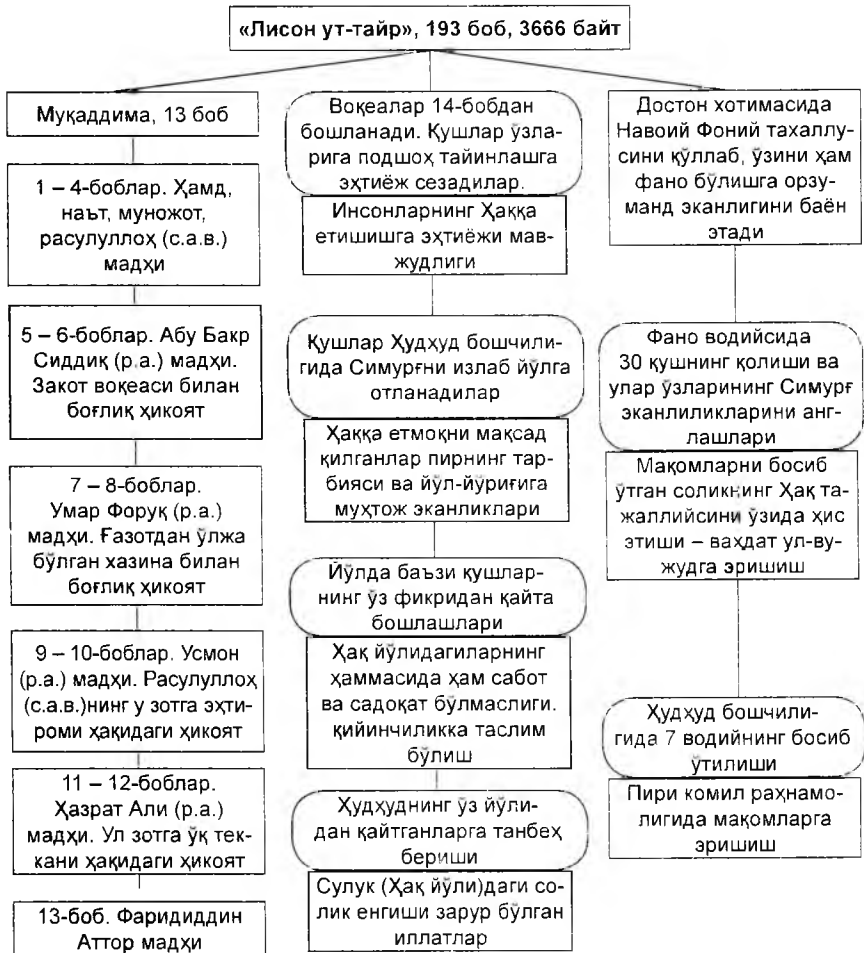 «Лисон ут-тайр», 193 боб, 3666 байт
Муқаддима, 13 боб
1 – 4-боблар. Ҳамд,
наът, муножот,
расулуллоҳ (с.а.в.)
мадҳи
5 – 6-боблар. Абу Бакр
Сиддиқ (р.а.) мадҳи.
Закот воқеаси билан
боғлиқ ҳикоят
7 – 8-боблар.
Умар Форуқ (р.а.)
мадҳи. Ғазотдан ўлжа
бўлган хазина билан
боғлиқ ҳикоят
9 – 10-боблар. Усмон
(р.а.) мадҳи. Расулуллоҳ
(с.а.в.)нинг у зотга эҳти-
роми ҳақидаги ҳикоят
11 – 12-боблар.
Ҳазрат Али (р.а.)
мадҳи. Ул зотга ўқ тек-
кани ҳақидаги ҳикоят
13-боб. Фаридиддин
Аттор мадҳи
Воқеалар 14-бобдан
бошланади. Қушлар ўзла-
рига подшоҳ тайинлашга
эҳтиёж сезадилар.
Инсонларнинг Ҳаққа
етишишга эҳтиёжи мав-
жудлиги
Қушлар Ҳудҳуд бошчили-
гида Симурғни излаб йўлга
отланадилар
Ҳаққа етмоқни мақсад
қилганлар пирнинг тар-
бияси ва йўл-йўриғига
муҳтож эканликлари
Йўлда баъзи қушлар-
нинг ўз фикридан қайта
бошлашлари
Ҳақ йўлидагиларнинг
ҳаммасида ҳам сабот
ва садоқат бўлмаслиги.
қийинчиликка таслим
бўлиш
Ҳудҳуднинг ўз йўли-
дан қайтганларга танбеҳ
бериши
Сулук (Ҳақ йўли)даги со-
лик енгиши зарур бўлган
иллатлар
Достон хотимасида
Навоий Фоний тахаллу-
сини қўллаб, ўзини ҳам
фано бўлишга орзу-
манд эканлигини баён
этади
Фано водийсида
30 қушнинг қолиши ва
улар ўзларининг Симурғ
эканлиликларини анг-
лашлари
Мақомларни босиб
ўтган соликнинг Ҳақ та-
жаллийсини ўзида ҳис
этиши – ваҳдат ул-ву-
жудга эришиш
Ҳудҳуд бошчили-
гида 7 водийнинг босиб
ўтилиши
Пири комил раҳнамо-
лигида мақомларга
эришиш